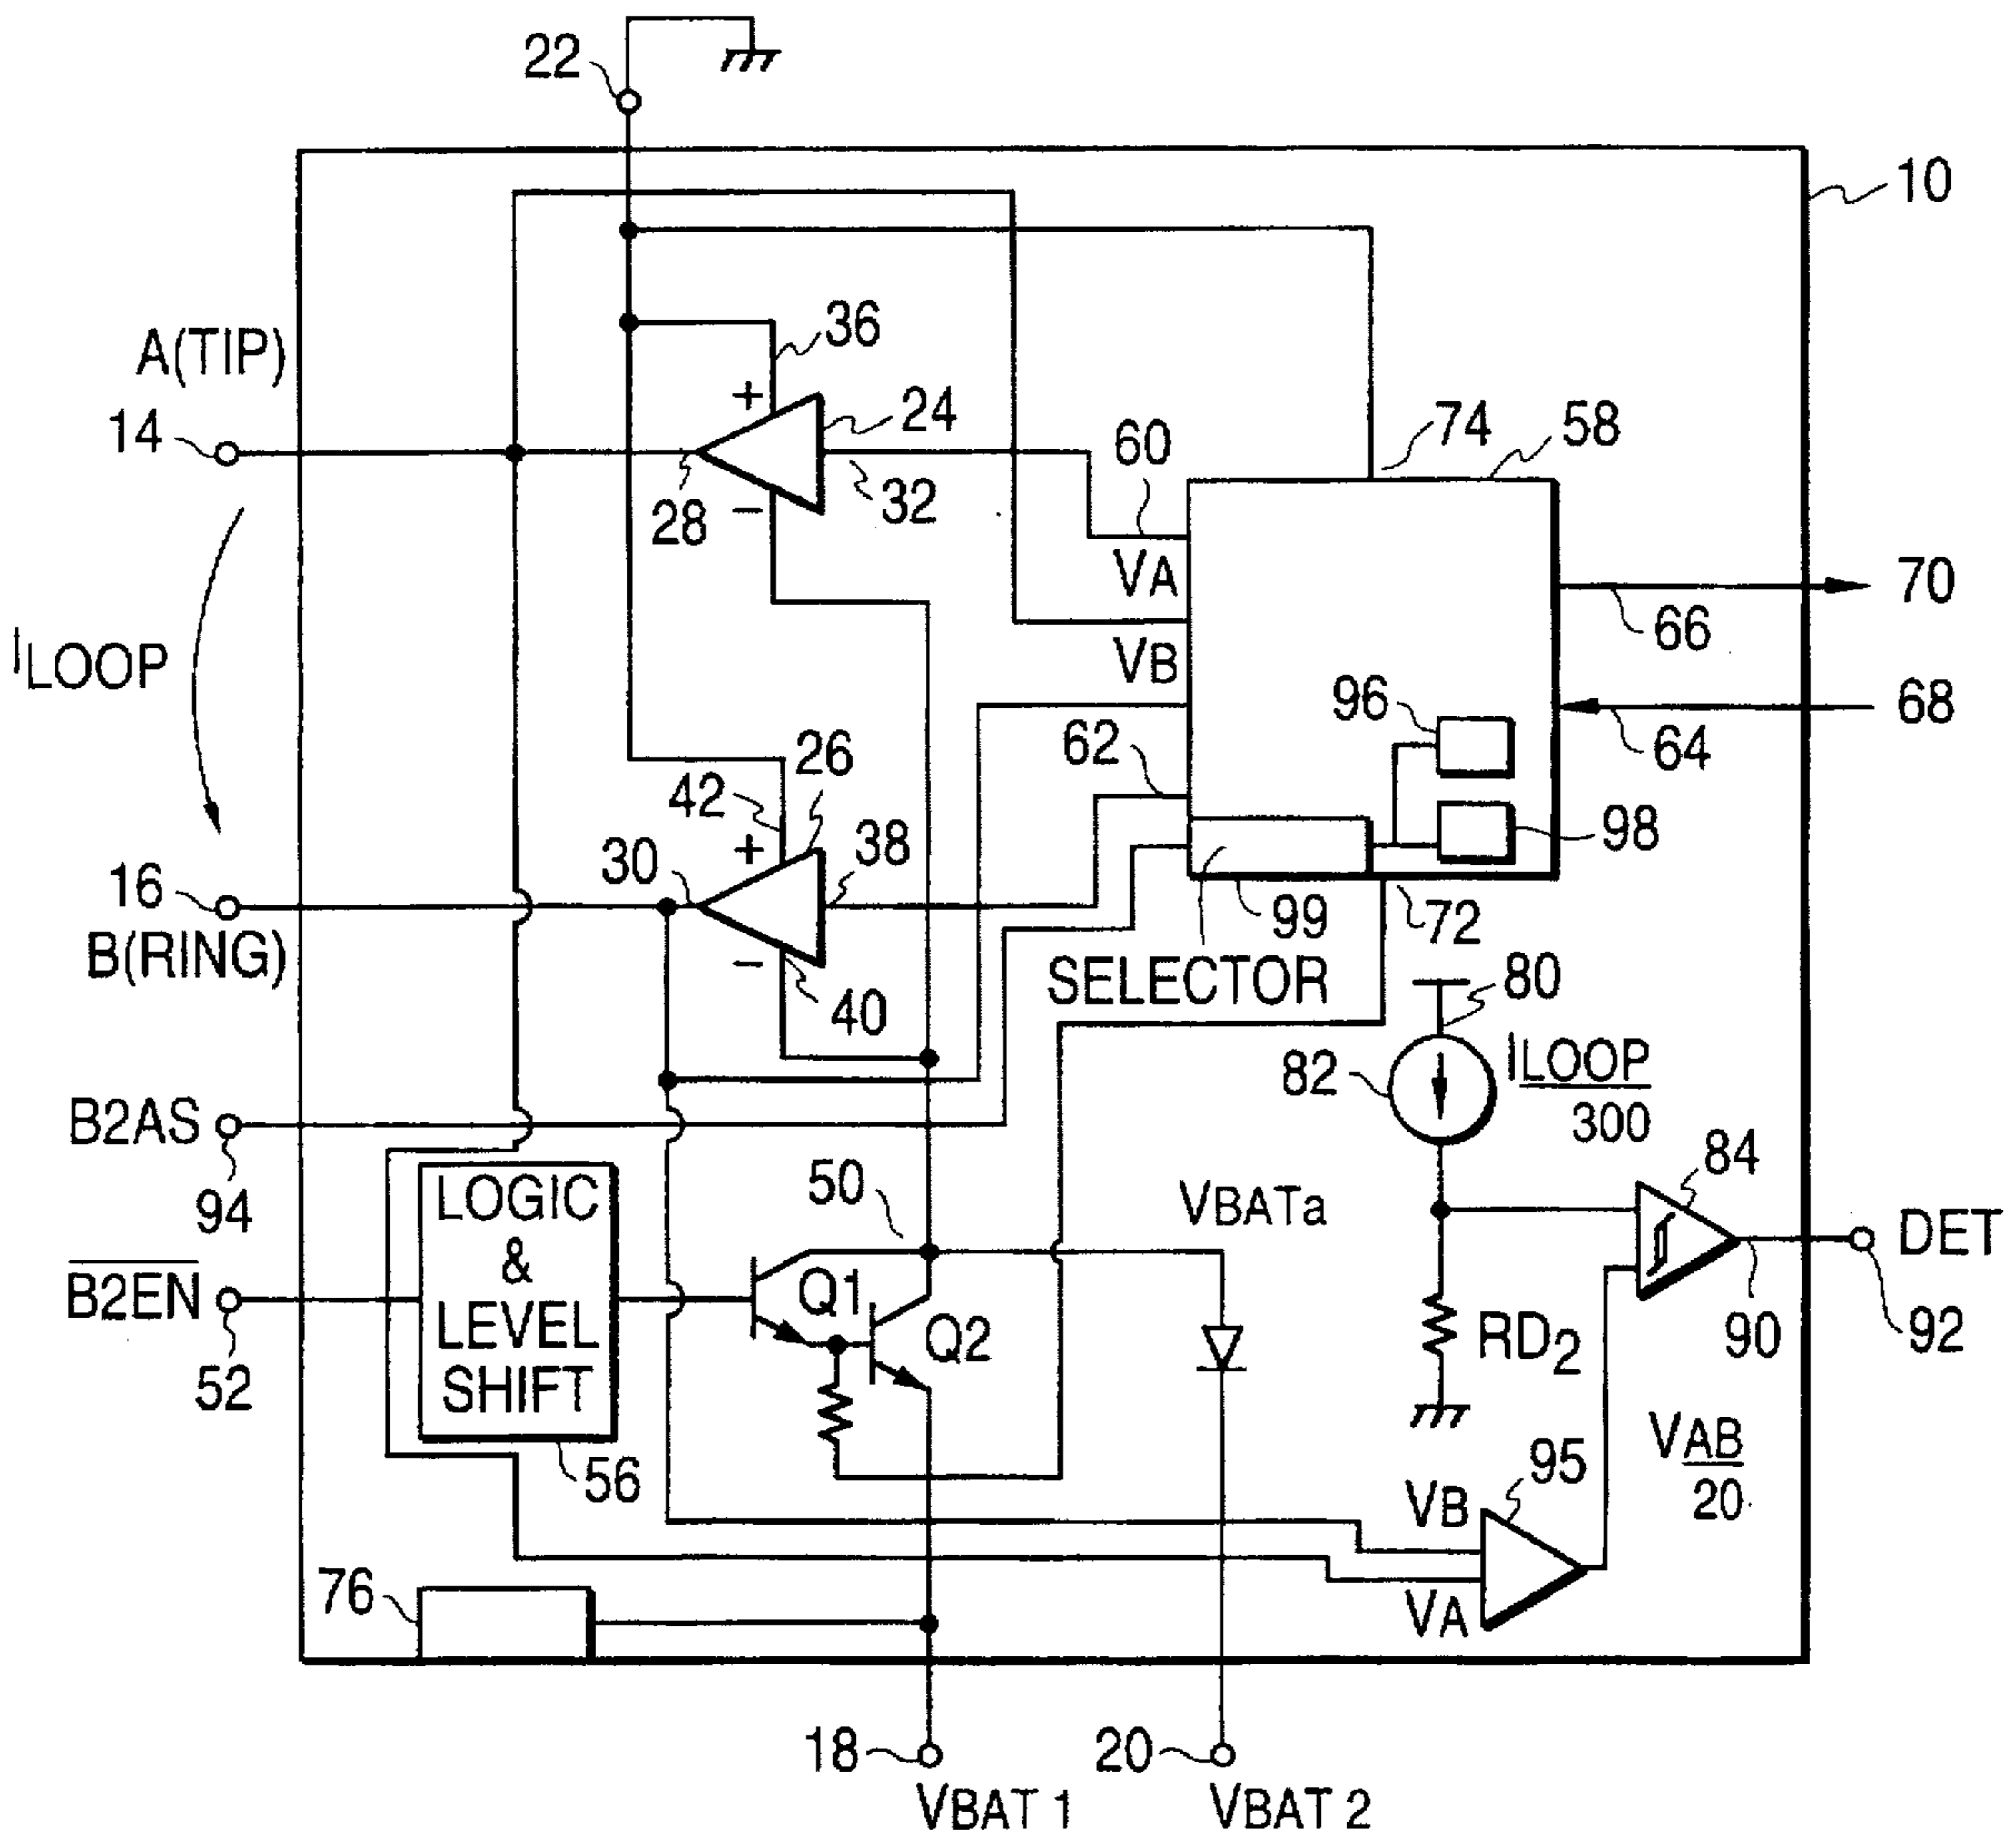 22
10
36
A(TIP)
+
24
74
58
14
60
32
28
−
VA
70
66
ILOOP
VB
96
68
26
62
64
42
+
38
98
30
16
99
72
B(RING)
−
SELECTOR
40
80
82
ILOOP
300
B2AS
84
94
LOGIC
&
LEVEL
SHIFT
50
VBATa
DET
B2EN
Q1
Q2
RD2
90
92
52
56
VAB
20
95
VB
76
VA
18
20
VBAT 1
VBAT 2